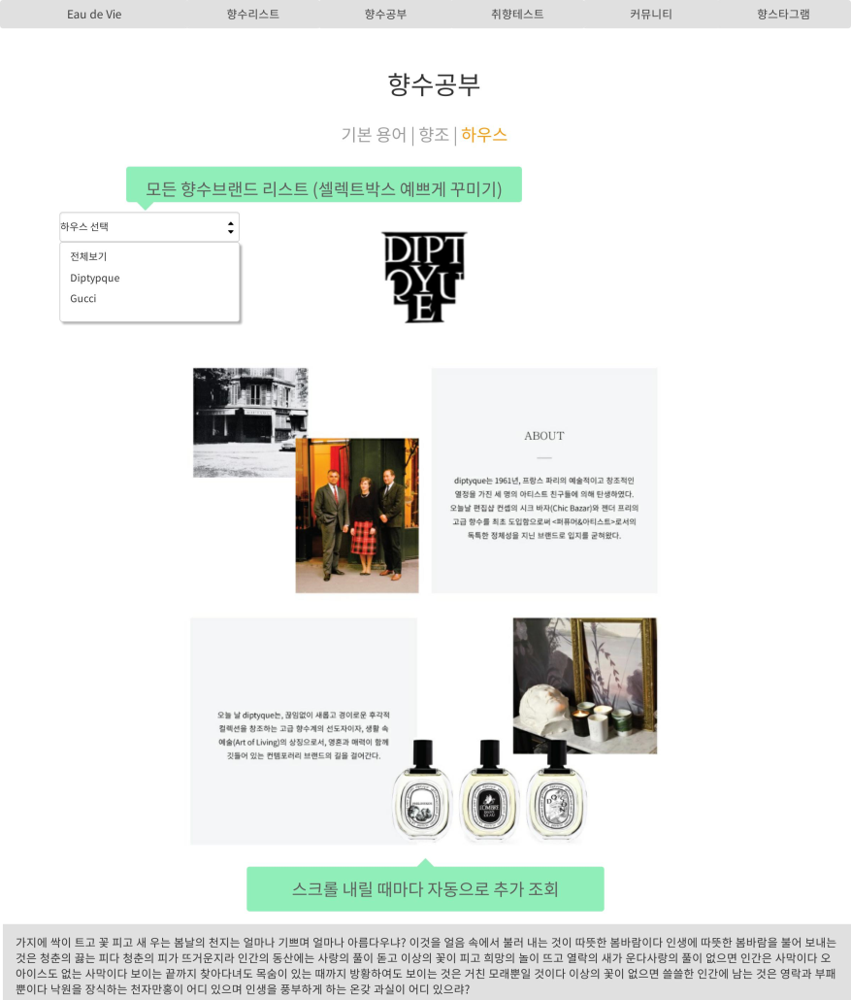 Eau de Vie 향수리스트 향수공부 취향테스트 커뮤니티 향스타그램
향수공부
기본 용어 | 향조 | 하우스
모든 향수브랜드 리스트 (셀렉트박스 예쁘게 꾸미기)
하우스 선택
전체보기
Diptypque
Gucci
DIPT
QYU
E
ABOUT
diptyque는 1961년, 프랑스 파리의 예술적이고 창조적인
열정을 가진 세 명의 아티스트 친구들에 의해 탄생하였다.
오늘날 편집샵 컨셉의 시크 바자(Chic Bazar)와 젠더 프리의
고급 향수를 최초 도입함으로써 <퍼퓨머&아티스트>로서의
독특한 정체성을 지닌 브랜드로 입지를 굳혀왔다.
오늘 날 diptyque는, 끊임없이 새롭고 경이로운 후각적
컬렉션을 창조하는 고급 향수계의 선도자이자, 생활 속
예술(Art of Living)의 상징으로서, 영혼과 매력이 함께
깃들어 있는 컨템포러리 브랜드의 길을 걸어간다.
L'OMBRE
스크롤 내릴 때마다 자동으로 추가 조회
가지에 싹이 트고 꽃 피고 새 우는 봄날의 천지는 얼마나 기쁘며 얼마나 아름다우냐? 이것을 얼음 속에서 불러 내는 것이 따뜻한 봄바람이다 인생에 따뜻한 봄바람을 불어 보내는
것은 청춘의 끓는 피다 청춘의 피가 뜨거운지라 인간의 동산에는 사랑의 풀이 돋고 이상의 꽃이 피고 희망의 놀이 뜨고 열락의 새가 운다사랑의 풀이 없으면 인간은 사막이다 오
아이스도 없는 사막이다 보이는 끝까지 찾아다녀도 목숨이 있는 때까지 방황하여도 보이는 것은 거친 모래뿐일 것이다 이상의 꽃이 없으면 쓸쓸한 인간에 남는 것은 영락과 부패
뿐이다 낙원을 장식하는 천자만홍이 어디 있으며 인생을 풍부하게 하는 온갖 과실이 어디 있으랴?